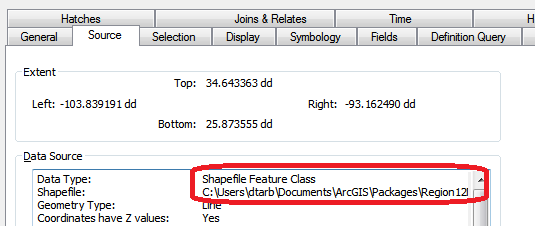 Hatches Joins & Relates Time H
General Source Selection Display Symbology Fields Definition Query
Extent
Top: 34.643363 dd
Left: -103.839191 dd Right: -93.162490 dd
Bottom: 25.873555 dd
Data Source
Data Type: Shapefile Feature Class
Shapefile: C:\Users\dtarb\Documents\ArcGIS\Packages\Region12
Geometry Type: Line
Coordinates have Z values: Yes